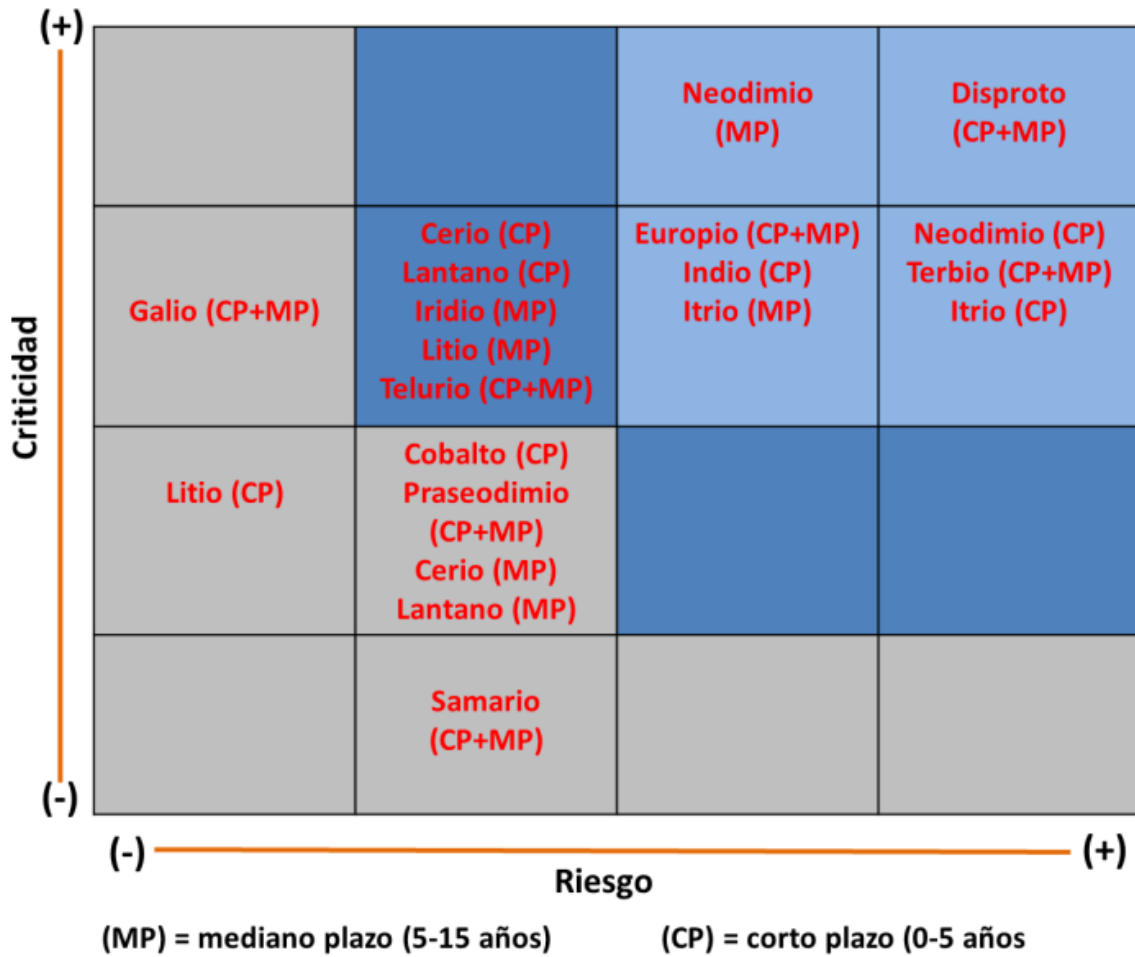 (+)
Neodimio
(MP)
Disproto
(CP+MP)
Galio (CP+MP)
Cerio (CP)
Lantano (CP)
Iridio (MP)
Litio (MP)
Telurio (CP+MP)
Europio (CP+MP)
Indio (CP)
Itrio (MP)
Neodimio (CP)
Terbio (CP+MP)
Itrio (CP)
Criticidad
Litio (CP)
Cobalto (CP)
Praseodimio
(CP+MP)
Cerio (MP)
Lantano (MP)
Samario
(CP+MP)
(-)
(-)
(+)
Riesgo
(MP) = mediano plazo (5-15 años)
(CP) = corto plazo (0-5 años